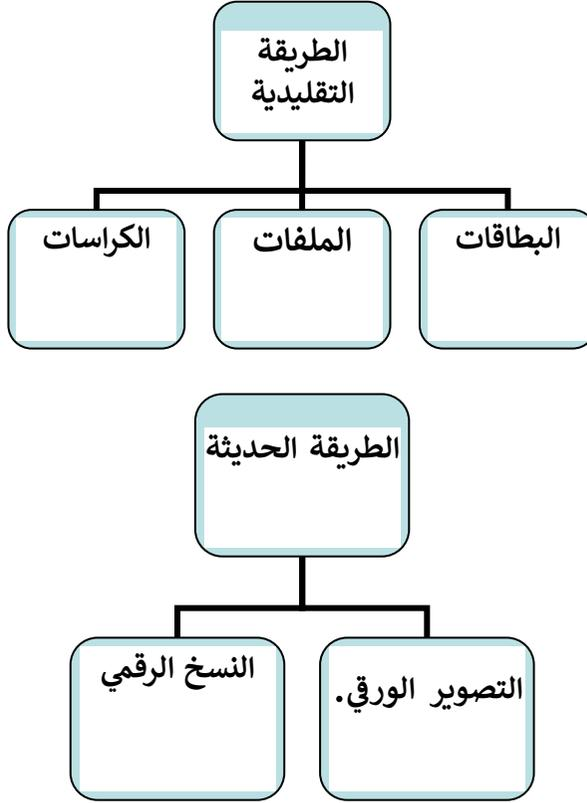 الطريقة
التقليدية
البطاقات
الملفات
الكراسات
الطريقة الحديثة
التصوير الورقي.
النسخ الرقمي